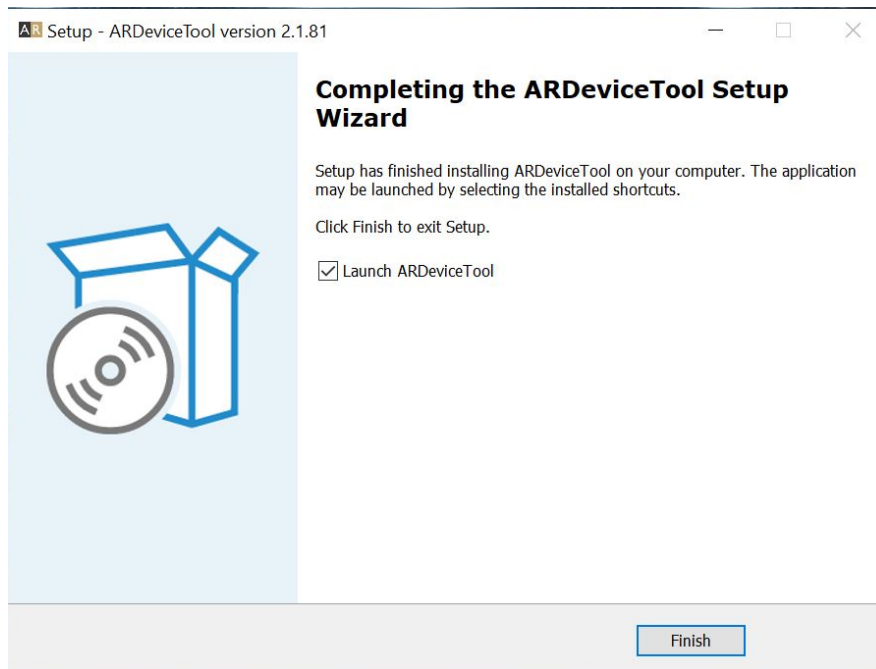 AR Setup - ARDeviceTool version 2.1.81
Completing the ARDeviceTool Setup
Wizard
Setup has finished installing ARDeviceTool on your computer. The application
may be launched by selecting the installed shortcuts.
Click Finish to exit Setup.
Launch ARDeviceTool
Finish